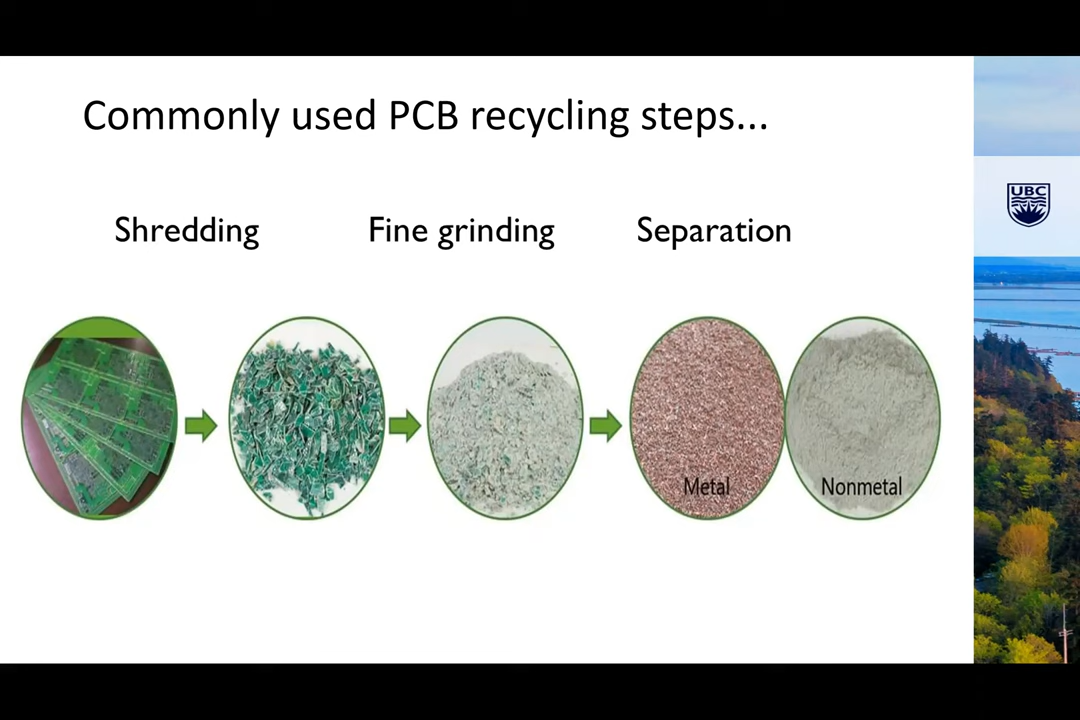 Commonly used PCB recycling steps...
UBC
Shredding
Fine grinding
Separation
Metal
Nonmetal